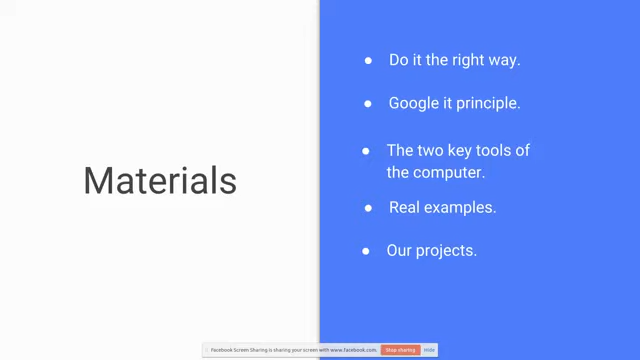 Materials
Do it the right way.
Google it principle.
The two key tools of
the computer.
Real examples.
Our projects.
Facebook Screen Sharing is sharing your screen with www.facebook.com.
Stop sharing
Hide